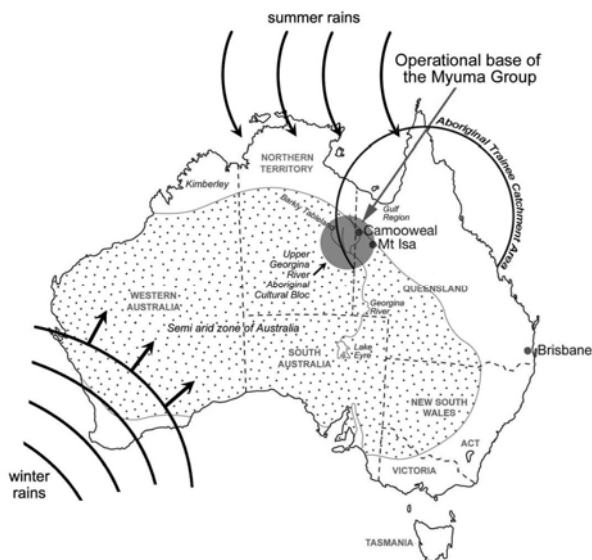 summer rains
Operational base of
the Myuma Group
Aboriginal Trainee Catchment Area
NORTHERN
TERRITORY
Kimberley
Barkly Tableland
Gulf
Region
Camooweal
Mt Isa
Upper
Georgina
River
Aboriginal
Cultural Bloc
QUEENSLAND
WESTERN
AUSTRALIA
Georgina
River
Semi arid zone of Australia
Lake
Eyre
SOUTH
AUSTRALIA
Brisbane
NEW SOUTH
WALES
ACT
VICTORIA
winter
rains
TASMANIA